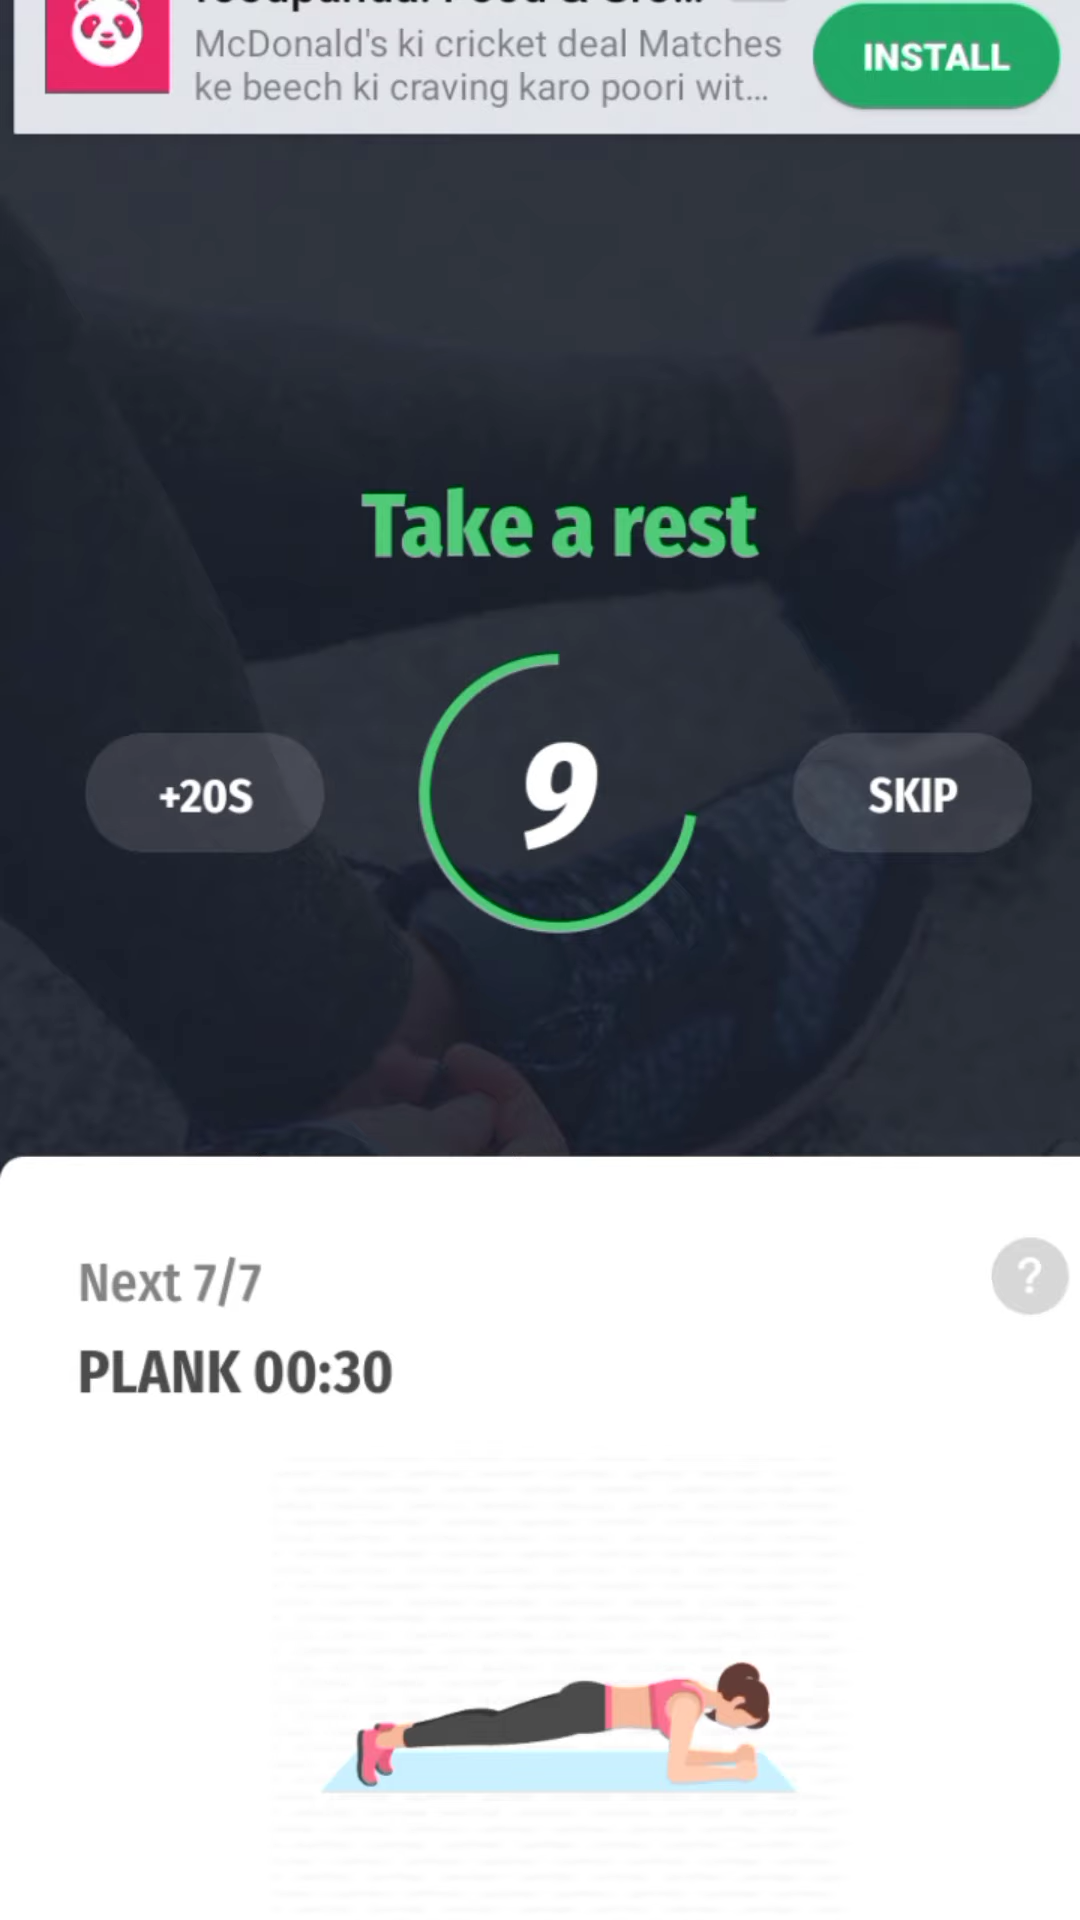 McDonald's ki cricket deal Matches
ke beech ki craving karo poori wit...
INSTALL
Take a rest
+20S
9
SKIP
Next 7/7
?
PLANK 00:30